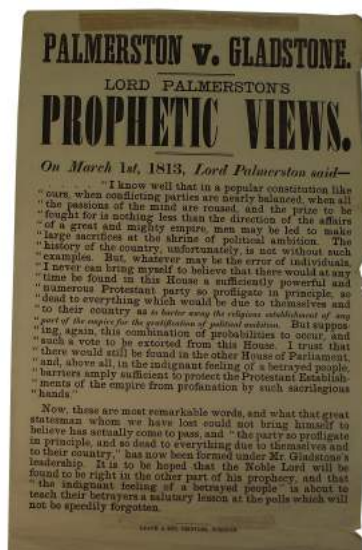 PALMERSTON v. GLADSTONE.
LORD PALMERSTON'S
PROPHETIC VIEWS.
On March 1st, 1813, Lord Palmerston said—
. . . "I know well that in a popular constitution like
"ours, when conflicting parties are nearly balanced, when all
"the passions of the mind are roused, and the prize to be
"fought for is nothing less than the direction of the affairs
"of a great and mighty empire, men may be led to make
"large sacrifices at the shrine of political ambition. The
"history of the country, unfortunately, is not without such
"examples. But, whatever may be the error of individuals,
"I never can bring myself to believe that there would at any
"time be found in this House a sufficiently powerful and
"numerous Protestant party so profligate in principle, so
"dead to everything which would be due to themselves and
"to their country as to barter away the religious establishment of any
"part of the empire for the gratification of political ambition. But suppos-
"ing, again, this combination of probabilities to occur, and
"such a vote to be extorted from this House. I trust that
"there would still be found in the other House of Parliament,
"and, above all, in the indignant feeling of a betrayed people,
"barriers amply sufficient to protect the Protestant Establish-
"ments of the empire from profanation by such sacrilegious
"hands."
Now, these are most remarkable words, and what that great
statesman whom we have lost could not bring himself to
believe has actually come to pass, and "the party so profligate
in principle, and so dead to everything due to themselves and
to their country," has now been formed under Mr. Gladstone's
leadership. It is to be hoped that the Noble Lord will be
found to be right in the other part of his prophecy, and that
"the indignant feeling of a betrayed people" is about to
teach their betrayers a salutary lesson at the polls which will
not be speedily forgotten.